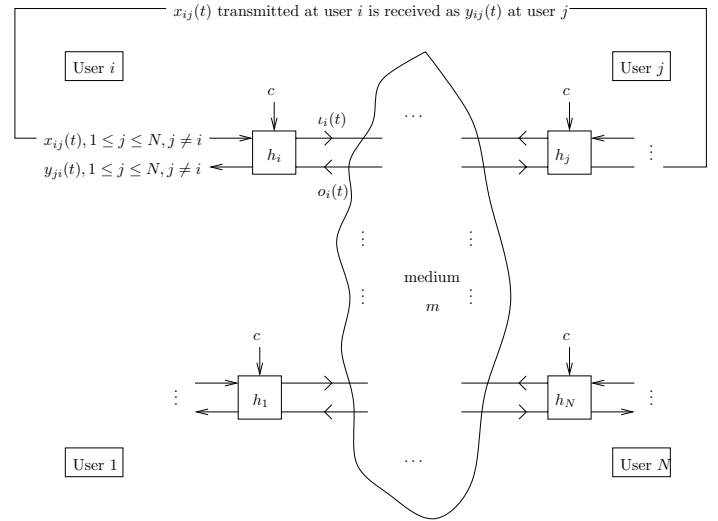 x_{ij}(t) transmitted at user i is received as y_{ij}(t) at user j
User i
User j
c
c
ι_i(t)
...
x_{ij}(t), 1 ≤ j ≤ N, j ≠ i
h_i
h_j
⋮
y_{ji}(t), 1 ≤ j ≤ N, j ≠ i
o_i(t)
⋮
⋮
medium
⋮
⋮
m
c
c
⋮
h_1
h_N
⋮
User 1
...
User N